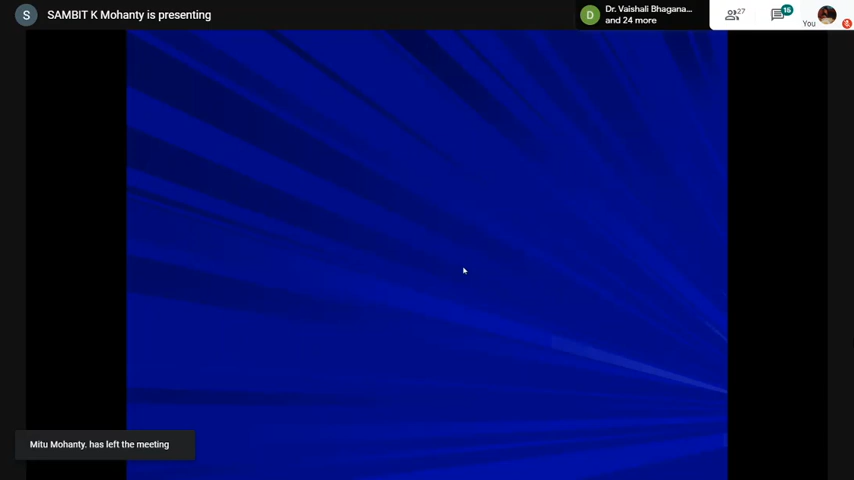 S SAMBIT K Mohanty is presenting
D Dr. Vaishali Bhagana...
and 24 more
27
16
You
Mitu Mohanty. has left the meeting